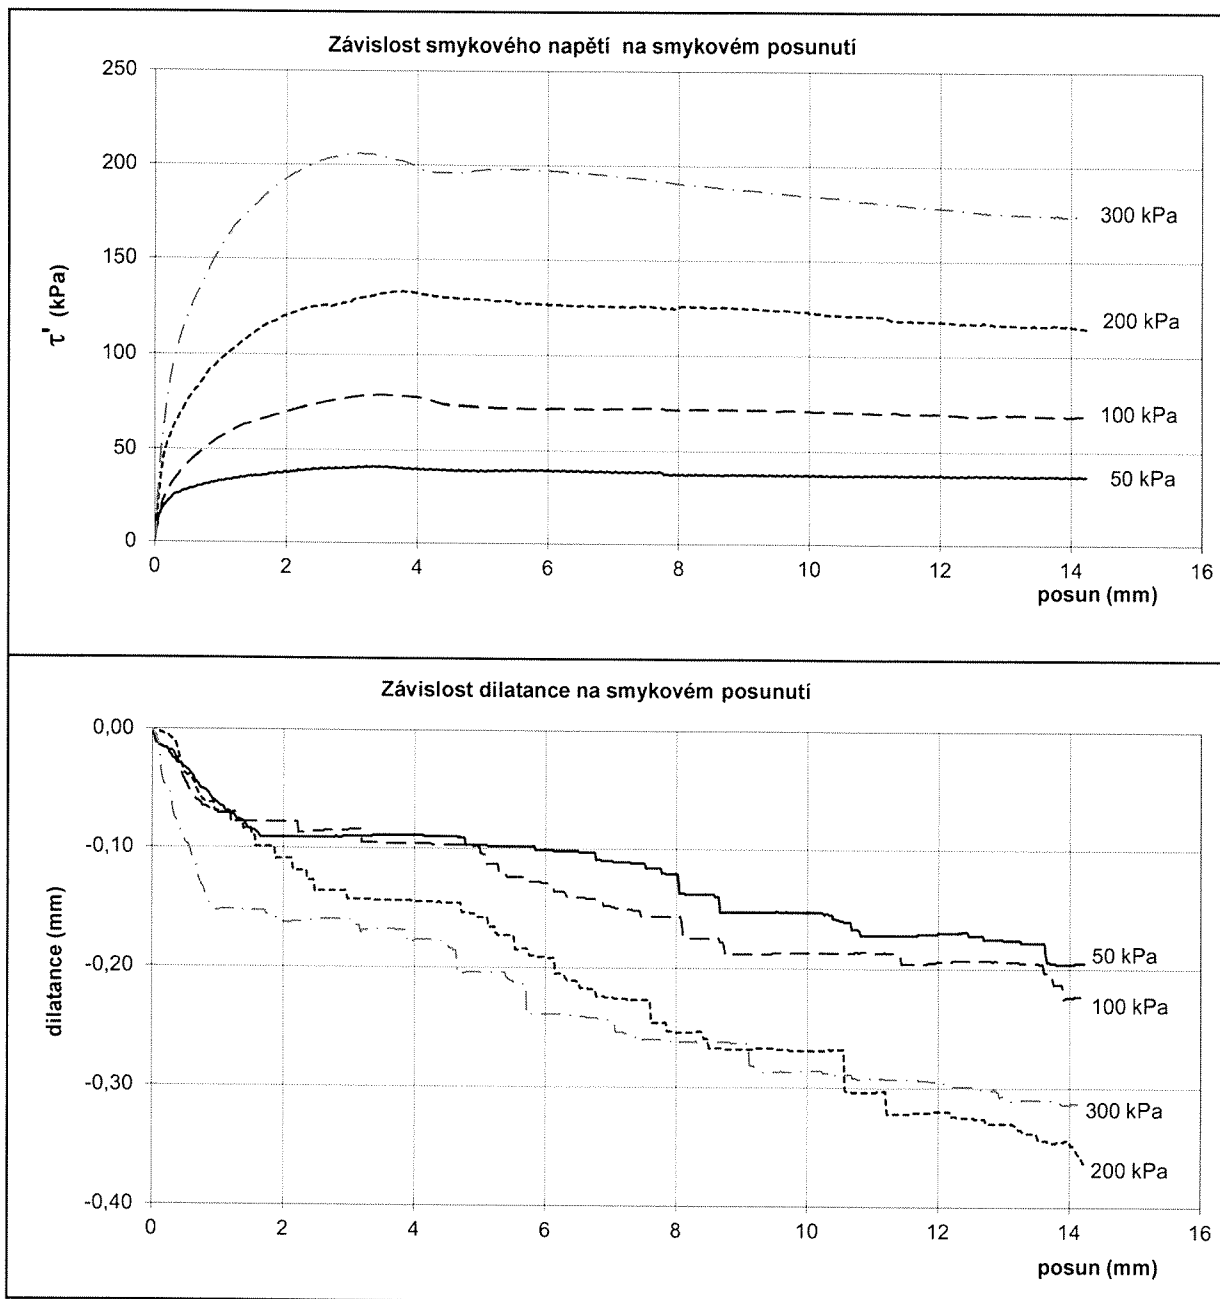 Závislost smykového napětí na smykovém posunutí
250
200
150
100
50
0
τ' (kPa)
300 kPa
200 kPa
100 kPa
50 kPa
0 2 4 6 8 10 12 14 16
posun (mm)
Závislost dilatance na smykovém posunutí
0,00
-0,10
-0,20
-0,30
-0,40
dilatance (mm)
50 kPa
100 kPa
300 kPa
200 kPa
0 2 4 6 8 10 12 14 16
posun (mm)